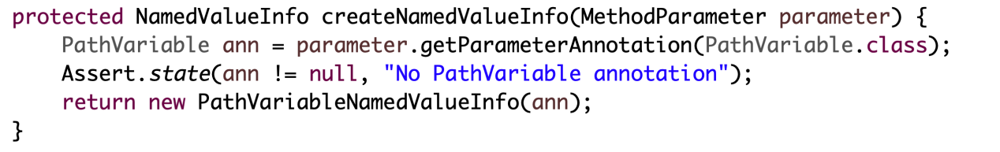 protected NamedValueInfo createNamedValueInfo(MethodParameter parameter) {
    PathVariable ann = parameter.getParameterAnnotation(PathVariable.class);
    Assert.state(ann != null, "No PathVariable annotation");
    return new PathVariableNamedValueInfo(ann);
}